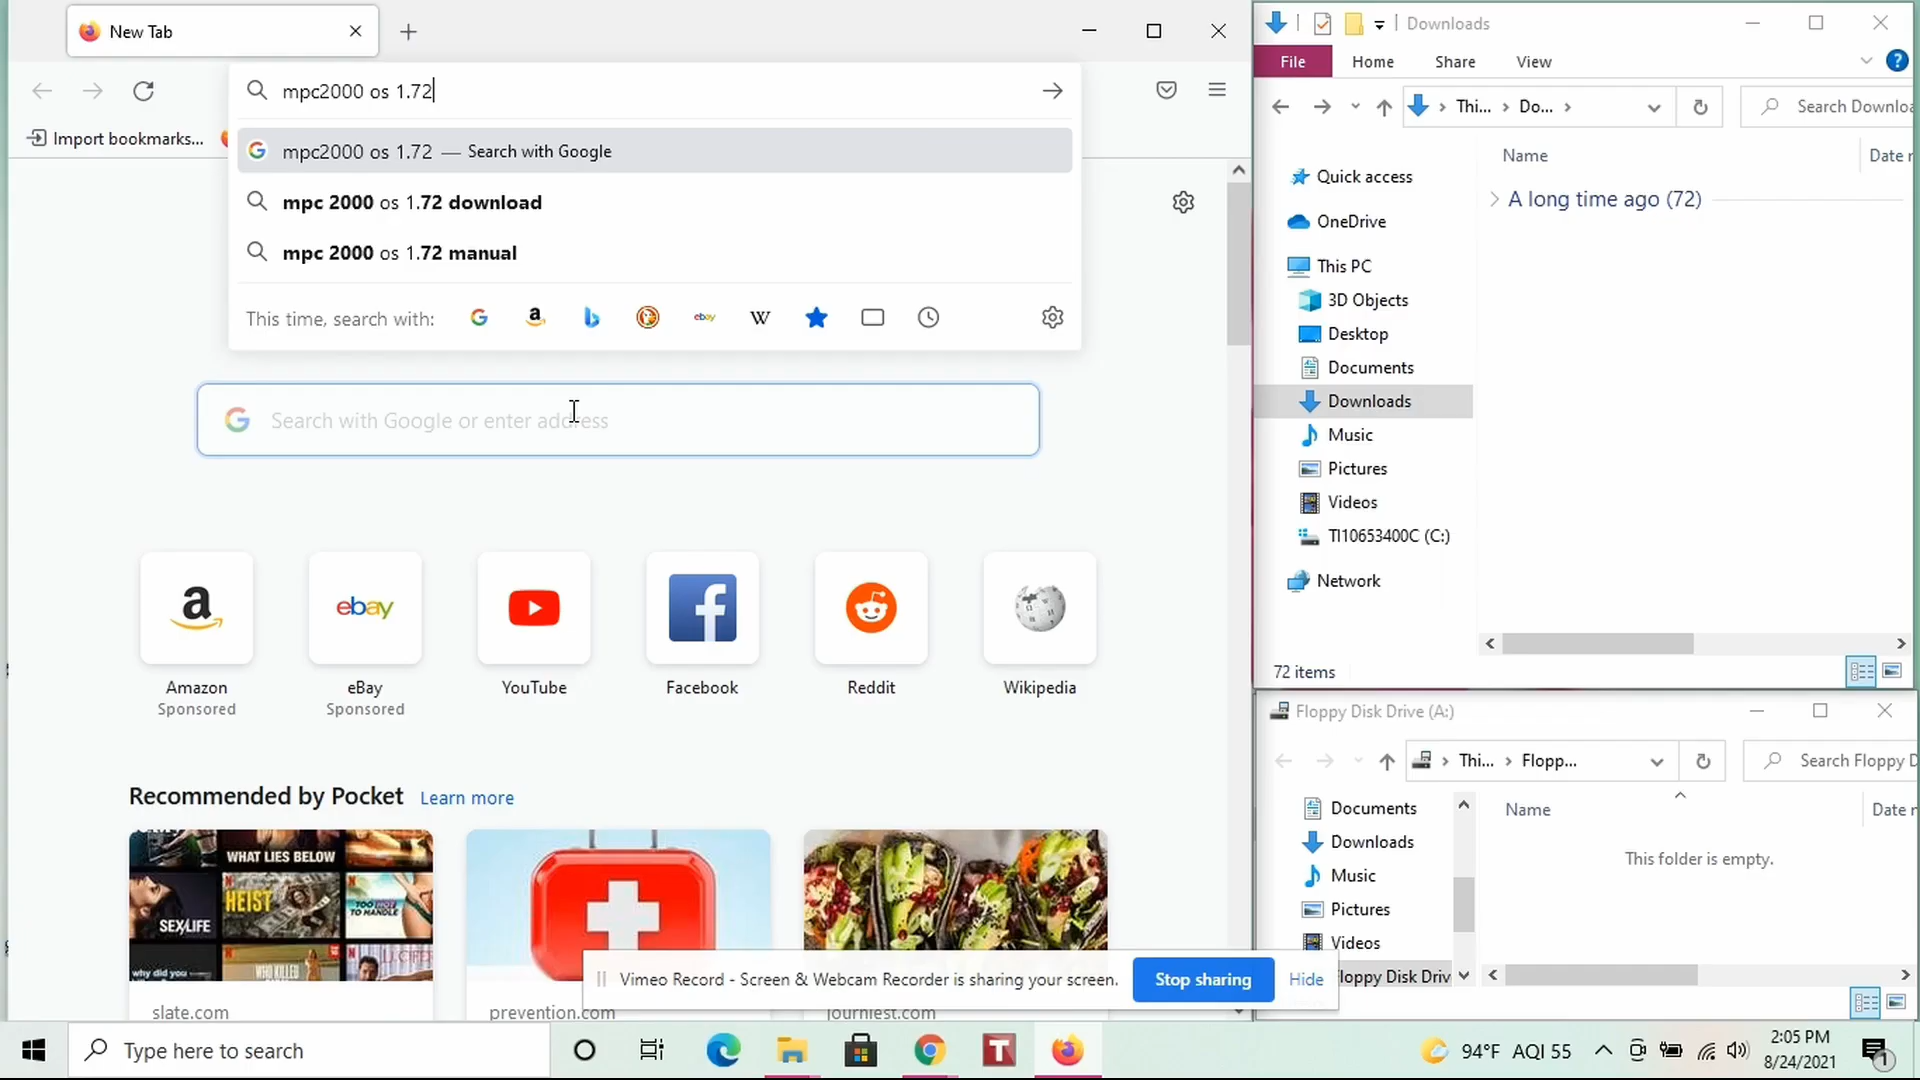 New Tab
mpc2000 os 1.72
mpc2000 os 1.72 — Search with Google
mpc 2000 os 1.72 download
mpc 2000 os 1.72 manual
This time, search with:
Import bookmarks...
Search with Google or enter address
Amazon
Sponsored
eBay
Sponsored
YouTube
Facebook
Reddit
Wikipedia
Recommended by Pocket Learn more
WHAT LIES BELOW
HEIST
SEX/LIFE
why did you
slate.com
prevention.com
journiest.com
Vimeo Record - Screen & Webcam Recorder is sharing your screen.
Stop sharing
Hide
Downloads
File Home Share View
Thi... Do...
Search Downloa
Name
Date
A long time ago (72)
Quick access
OneDrive
This PC
3D Objects
Desktop
Documents
Downloads
Music
Pictures
Videos
TI10653400C (C:)
Network
72 items
Floppy Disk Drive (A:)
Thi... Flopp...
Search Floppy D
Name
Date
This folder is empty.
Documents
Downloads
Music
Pictures
Videos
loppy Disk Driv
Type here to search
94°F AQI 55
2:05 PM
8/24/2021
1